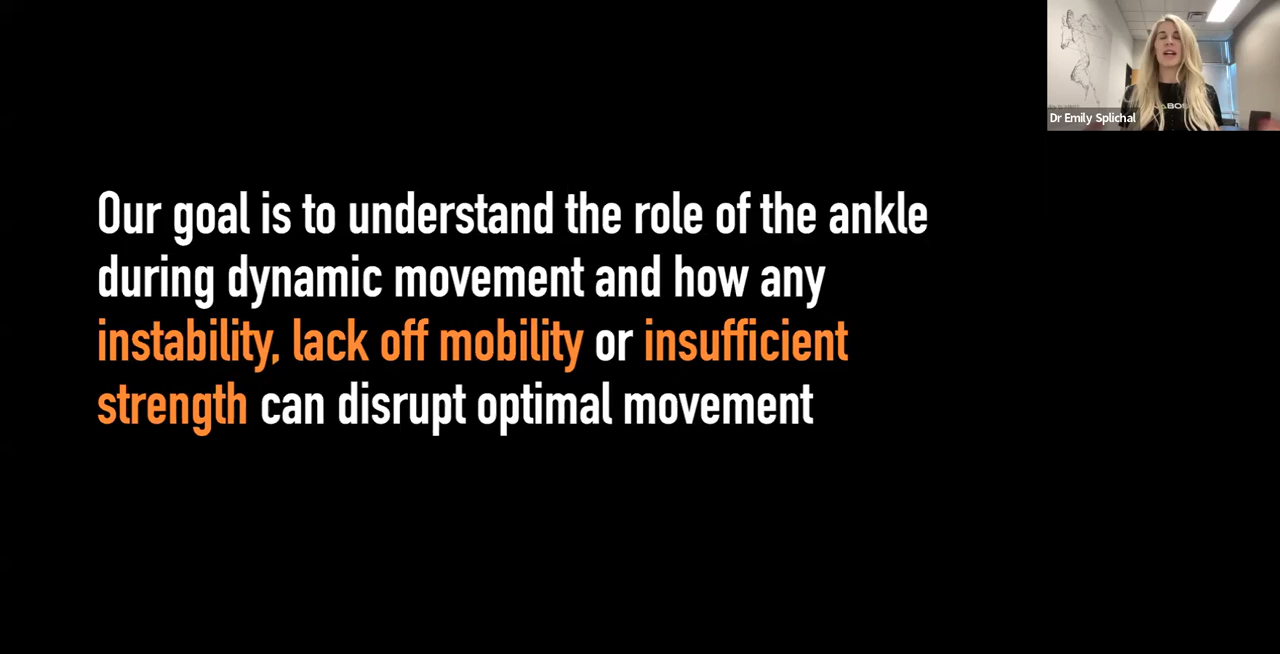 Dr Emily Splichal
Our goal is to understand the role of the ankle
during dynamic movement and how any
instability, lack off mobility or insufficient
strength can disrupt optimal movement